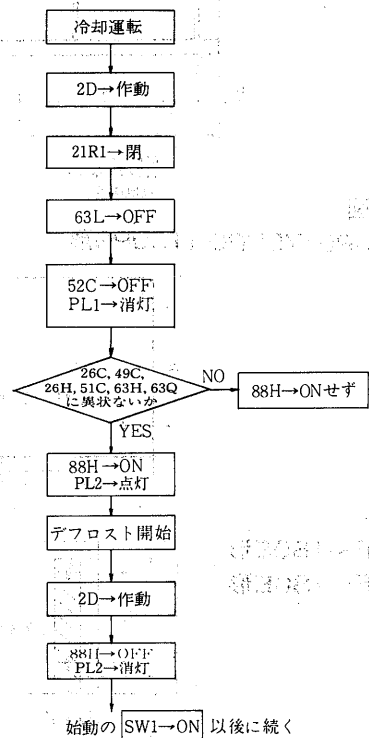 冷却運転
2D→作動
21R1→閉
63L→OFF
52C→OFF
PL1→消灯
26C, 49C,
26H, 51C, 63H, 63Q
に異状ないか
NO
88H→ONせず
YES
88H→ON
PL2→点灯
デフロスト開始
2D→作動
88H→OFF
PL2→消灯
始動の SW1→ON 以後に続く